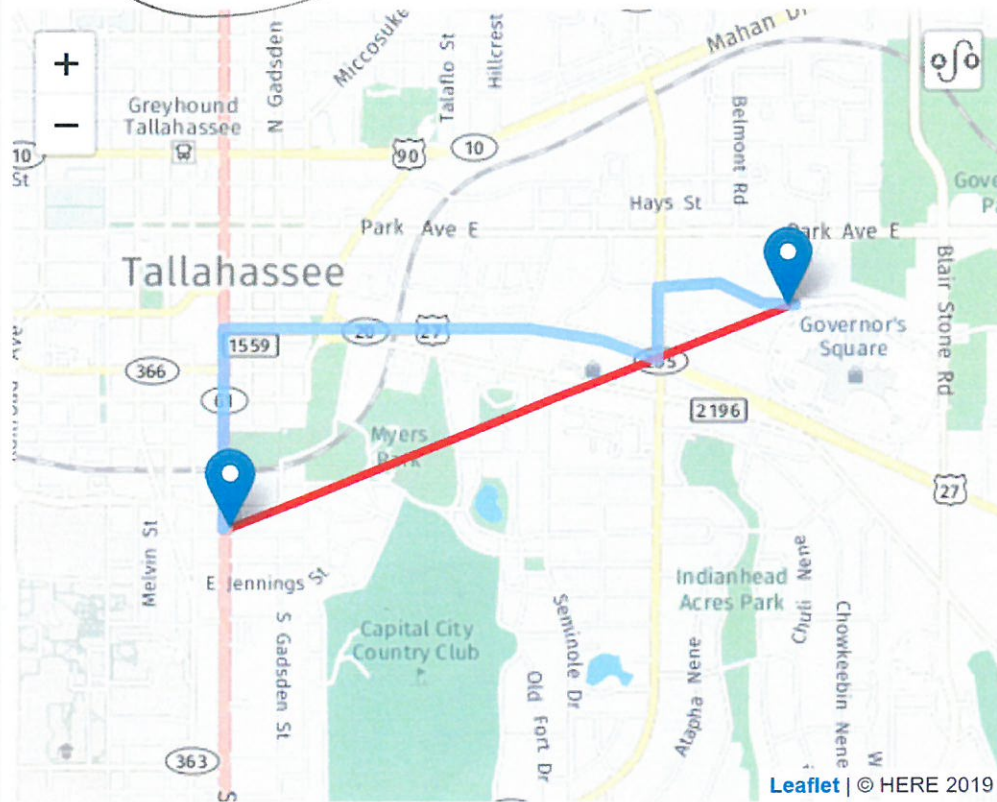 +
−
Greyhound
Tallahassee
N Gadsden
Talaflo St
Hillcrest
Mahan Dr
10
St
90
10
Belmont Rd
Hays St
Park Ave E
Park Ave E
Tallahassee
Blair Stone Rd
20
27
1559
Governor's
Square
366
61
2196
Myers
Park
27
Melvin St
E Jennings St
S Gadsden St
Indianhead
Acres Park
Chuli Nene
Chowkeebin Nene
Capital City
Country Club
Seminole Dr
Old Fort Dr
Atapha Nene
363
W
S
Leaflet | © HERE 2019